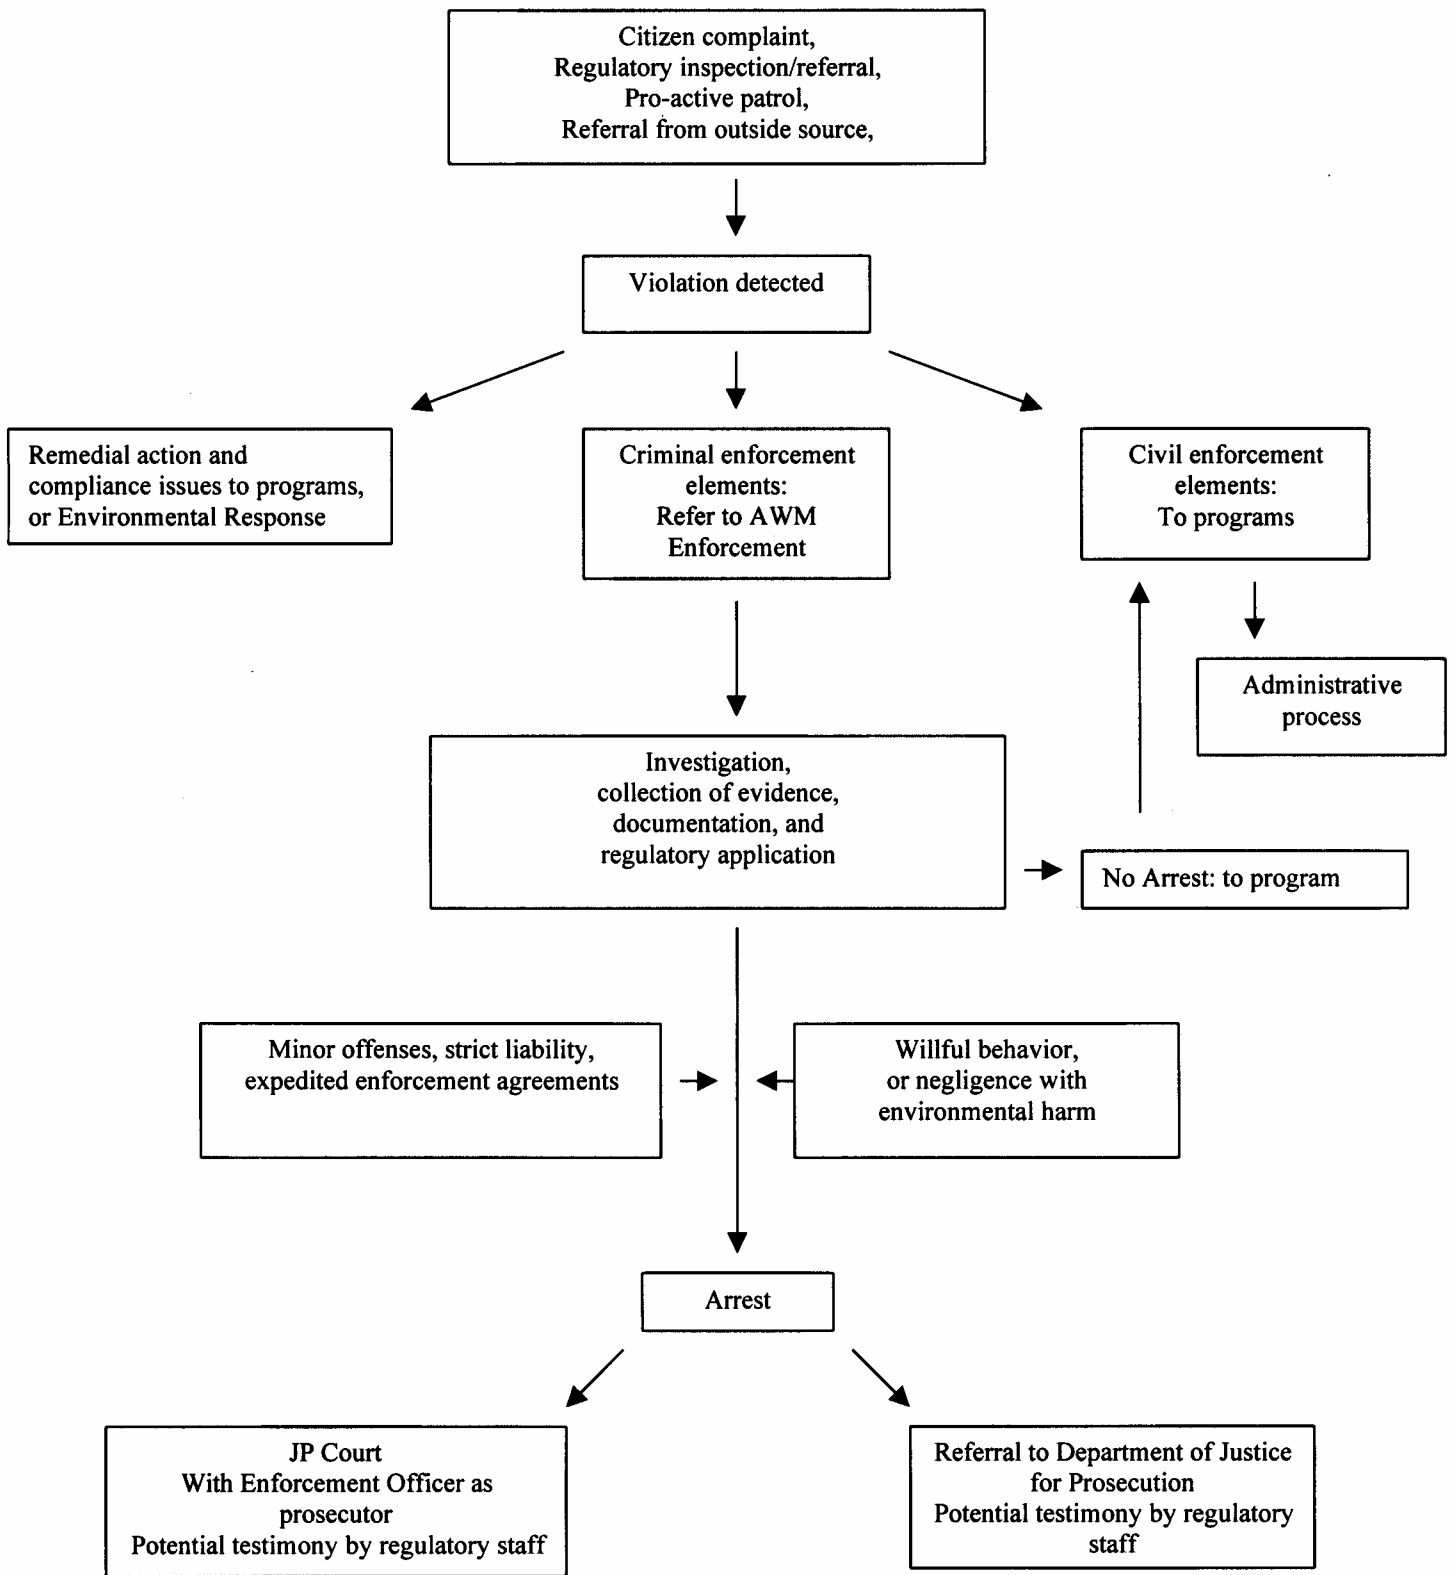 Citizen complaint,
Regulatory inspection/referral,
Pro-active patrol,
Referral from outside source,
Violation detected
Remedial action and
compliance issues to programs,
or Environmental Response
Criminal enforcement
elements:
Refer to AWM
Enforcement
Civil enforcement
elements:
To programs
Administrative
process
Investigation,
collection of evidence,
documentation, and
regulatory application
No Arrest: to program
Minor offenses, strict liability,
expedited enforcement agreements
Willful behavior,
or negligence with
environmental harm
Arrest
JP Court
With Enforcement Officer as
prosecutor
Potential testimony by regulatory staff
Referral to Department of Justice
for Prosecution
Potential testimony by regulatory
staff